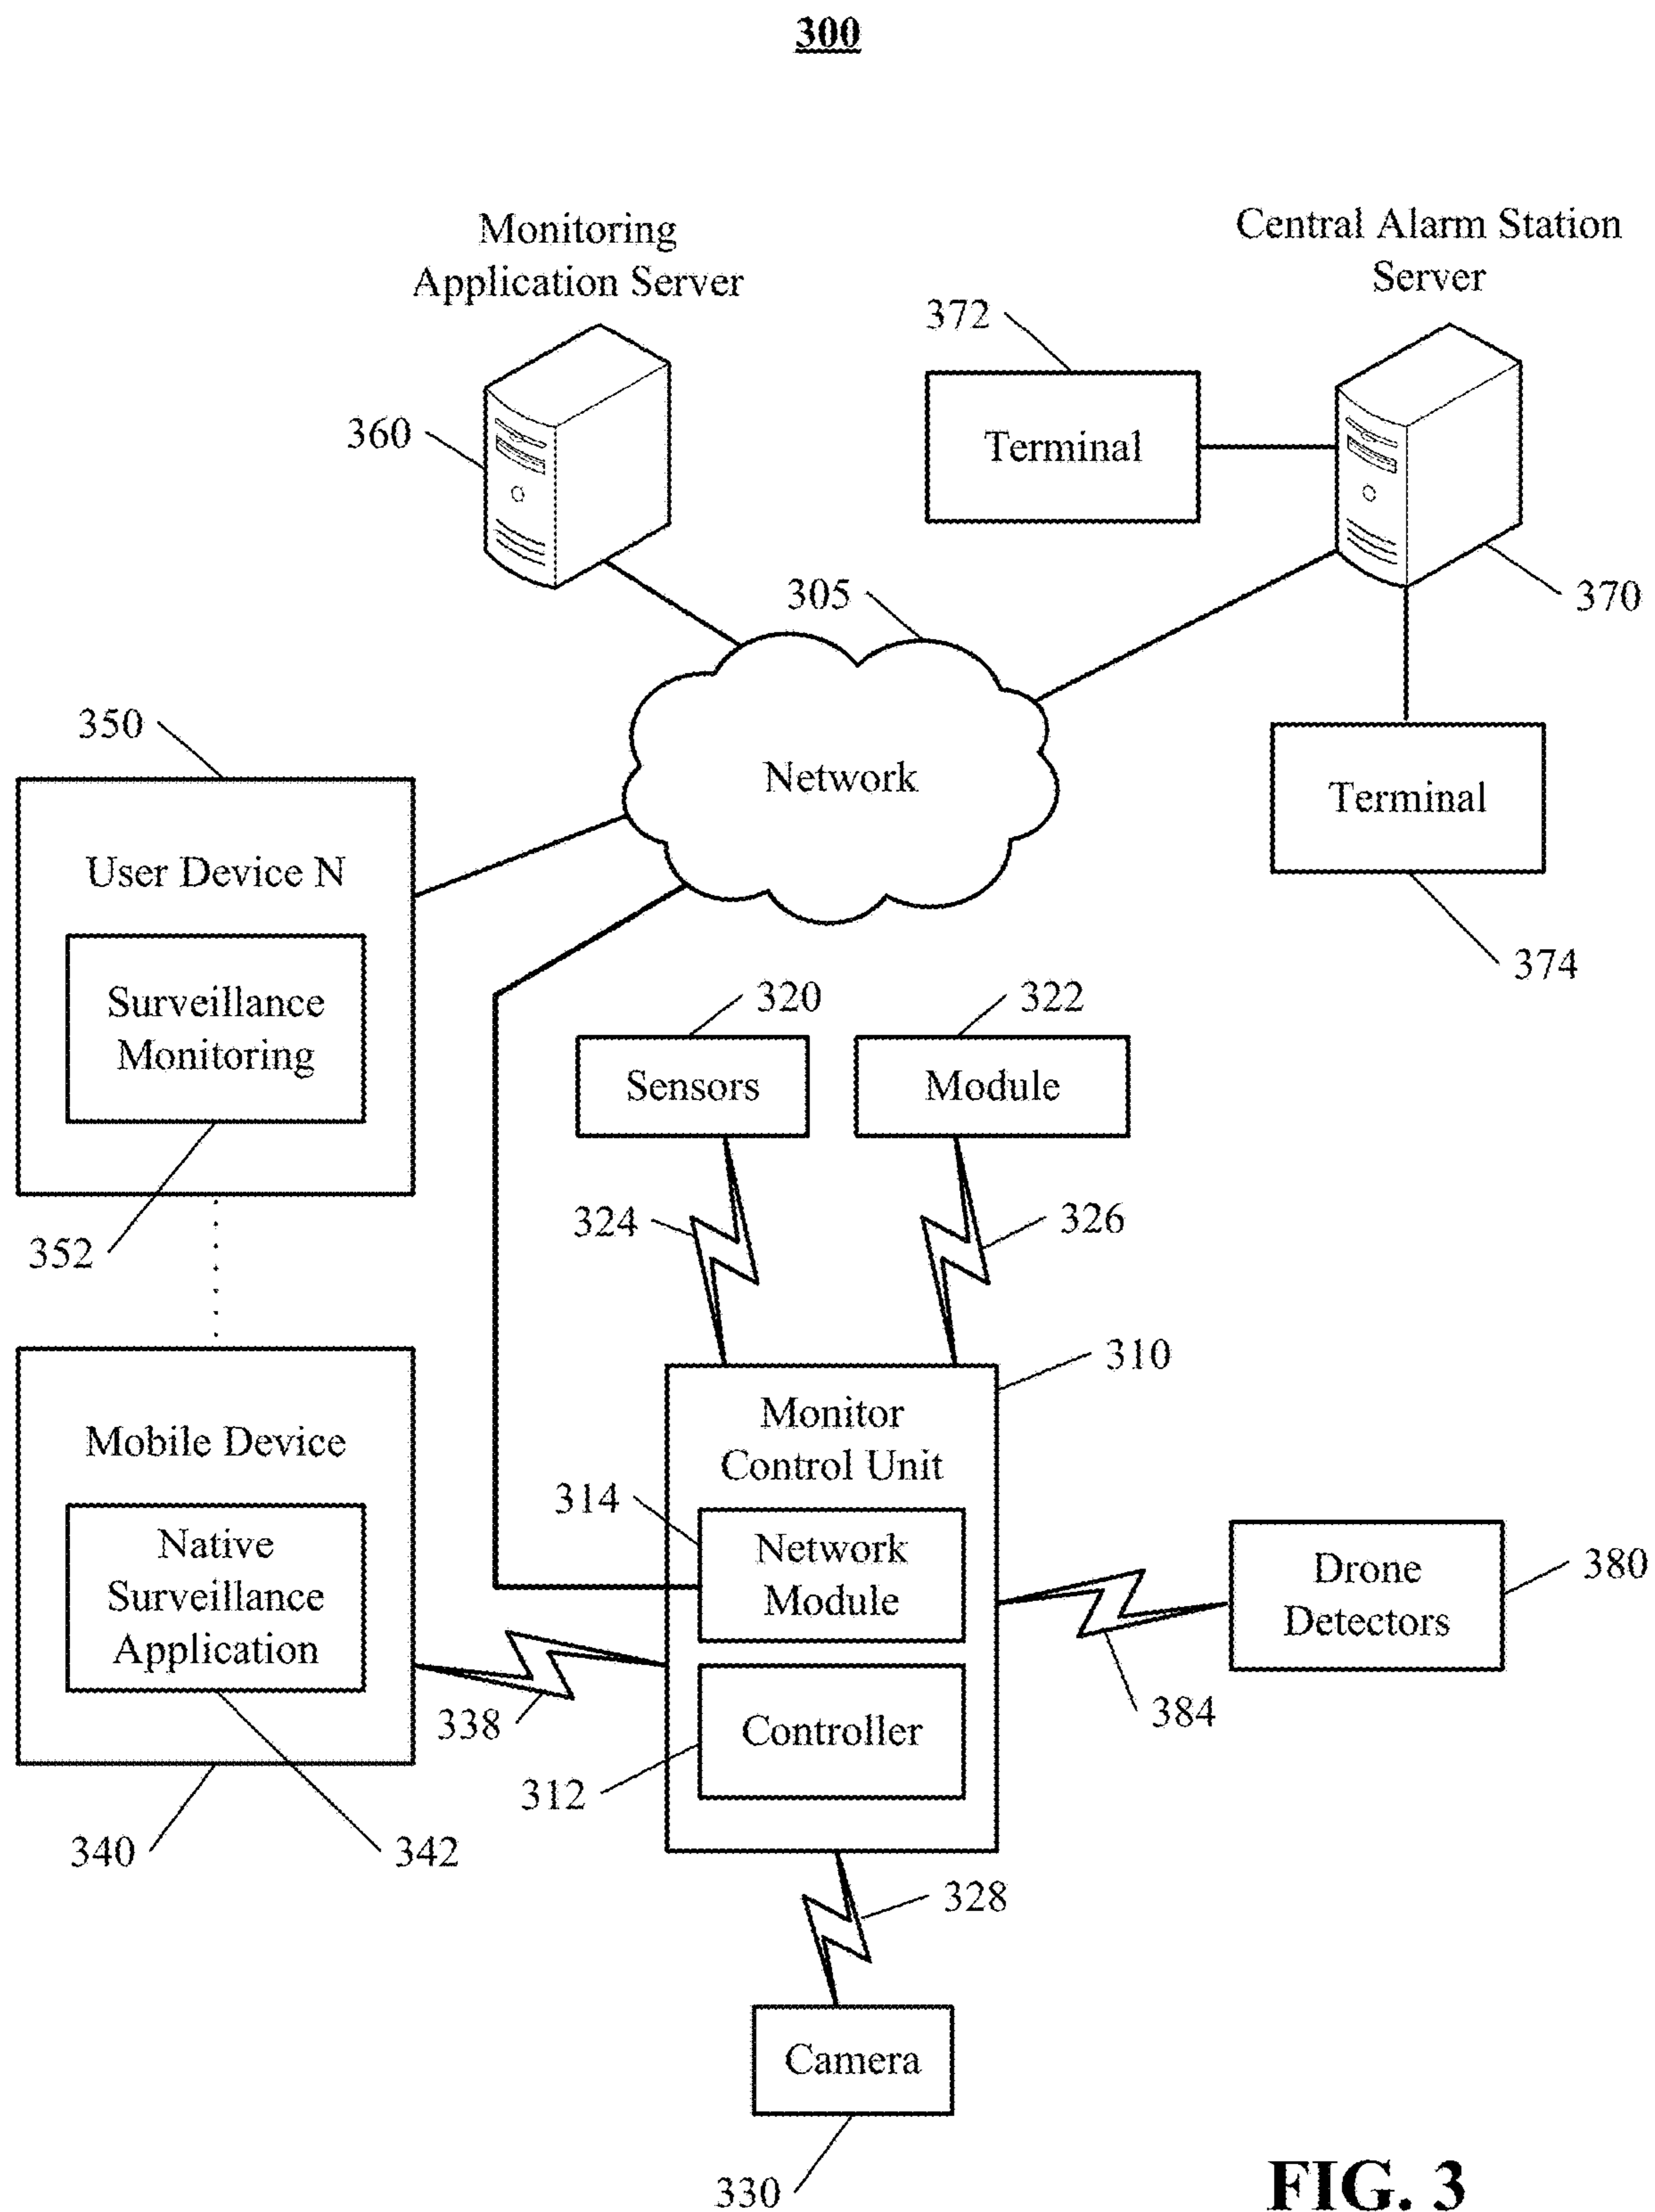 300
Monitoring
Application Server
Central Alarm Station
Server
372
Terminal
360
305
370
350
Network
Terminal
User Device N
374
320
322
Surveillance
Monitoring
Sensors
Module
324
326
352
310
Monitor
Control Unit
Mobile Device
314
Native
Surveillance
Application
Network
Module
Drone
Detectors
380
338
384
Controller
312
340
342
328
Camera
330
FIG. 3